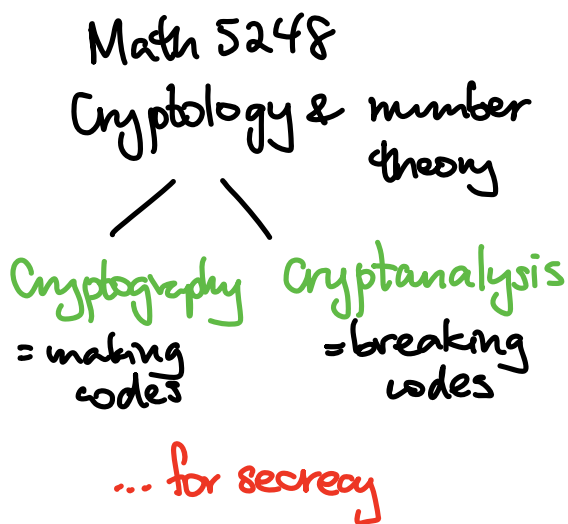 Math 5248
Cryptology & number
theory
Cryptography Cryptanalysis
= making = breaking
codes codes
... for secrecy